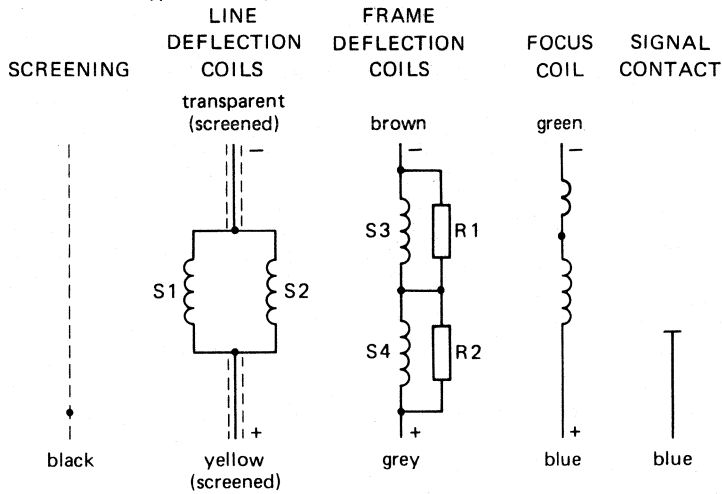 SCREENING
LINE
DEFLECTION
COILS
FRAME
DEFLECTION
COILS
FOCUS
COIL
SIGNAL
CONTACT
transparent
(screened)
brown
green
−
−
−
S1
S2
S3
R1
S4
R2
+
+
+
black
yellow
(screened)
grey
blue
blue